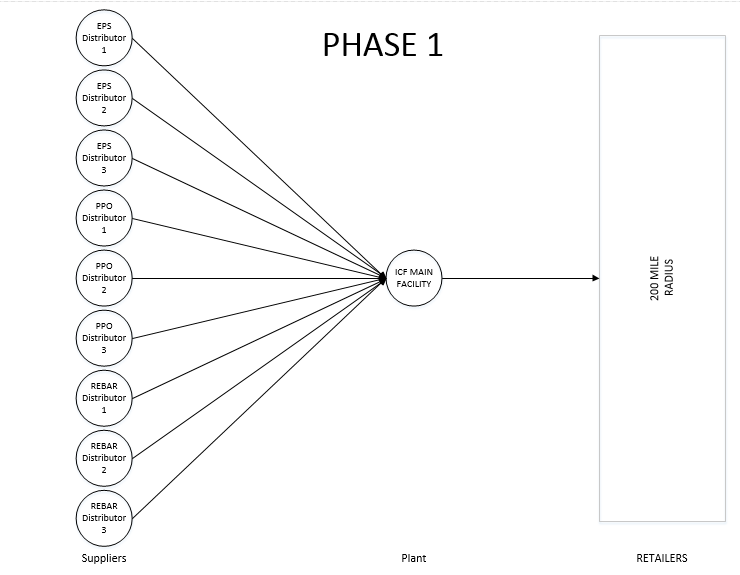 PHASE 1
EPS
Distributor
1
EPS
Distributor
2
EPS
Distributor
3
PPO
Distributor
1
PPO
Distributor
2
PPO
Distributor
3
REBAR
Distributor
1
REBAR
Distributor
2
REBAR
Distributor
3
ICF MAIN
FACILITY
200 MILE
RADIUS
Suppliers
Plant
RETAILERS